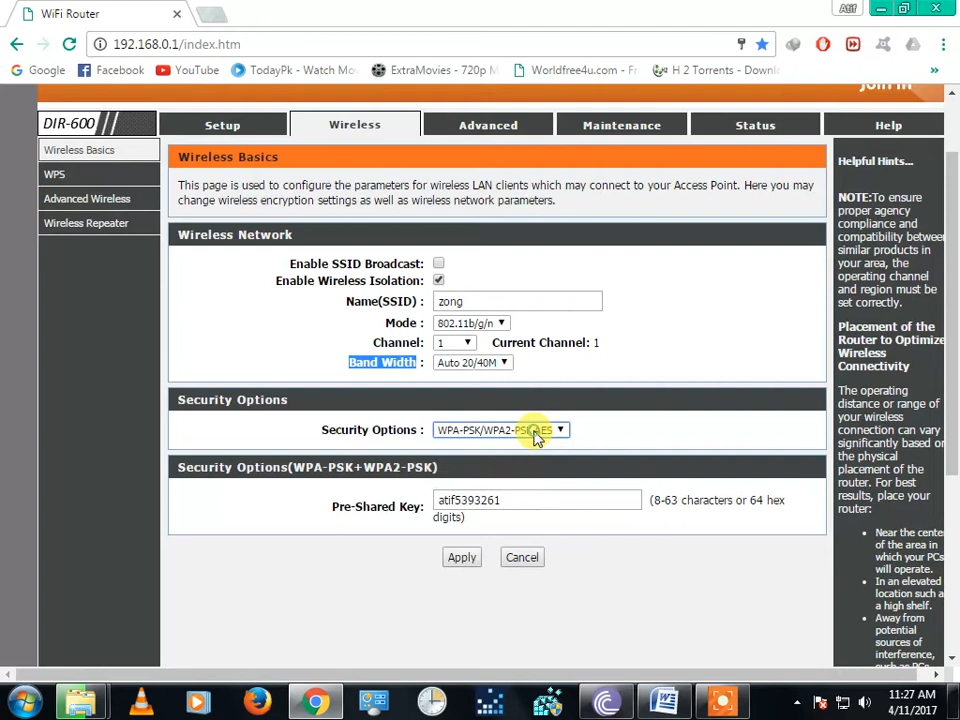 WiFi Router
Atif
192.168.0.1/index.htm
Google
Facebook
YouTube
TodayPk - Watch Mo
ExtraMovies - 720p M
Worldfree4u.com - Fr
H 2 Torrents - Downl
Join in
DIR-600
Setup
Wireless
Advanced
Maintenance
Status
Help
Wireless Basics
WPS
Advanced Wireless
Wireless Repeater
Wireless Basics
This page is used to configure the parameters for wireless LAN clients which may connect to your Access Point. Here you may
change wireless encryption settings as well as wireless network parameters.
Wireless Network
Enable SSID Broadcast:
Enable Wireless Isolation:
Name(SSID) : zong
Mode : 802.11b/g/n
Channel: 1 Current Channel: 1
Band Width : Auto 20/40M
Security Options
Security Options : WPA-PSK/WPA2-PSK AES
Security Options(WPA-PSK+WPA2-PSK)
Pre-Shared Key: atif5393261 (8-63 characters or 64 hex
digits)
Apply
Cancel
Helpful Hints...
NOTE:To ensure
proper agency
compliance and
compatibility between
similar products in
your area, the
operating channel
and region must be
set correctly.
Placement of the
Router to Optimize
Wireless
Connectivity
The operating
distance or range of
your wireless
connection can vary
significantly based on
the physical
placement of the
router. For best
results, place your
router:
Near the center
of the area in
which your PCs
will operate.
In an elevated
location such as
a high shelf.
Away from
potential
sources of
interference,
such as PCs,
11:27 AM
4/11/2017